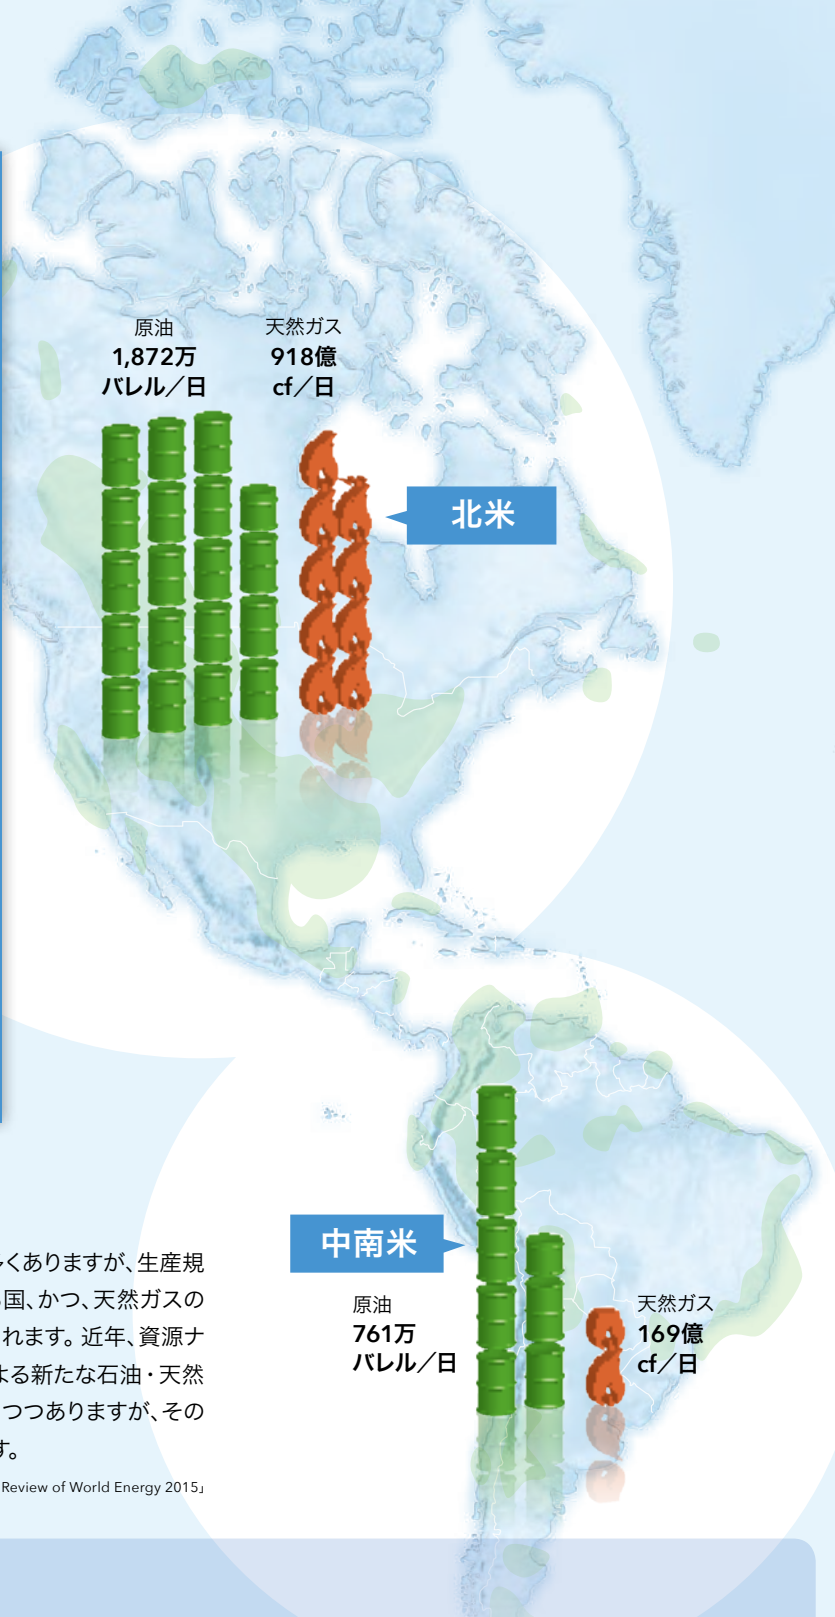 原油
1,872万
バレル／日
天然ガス
918億
cf／日
北米
中南米
原油
761万
バレル／日
天然ガス
169億
cf／日
くありますが、生産規
国、かつ、天然ガスの
れます。近年、資源ナ
よる新たな石油・天然
つつありますが、その
す。
Review of World Energy 2015」